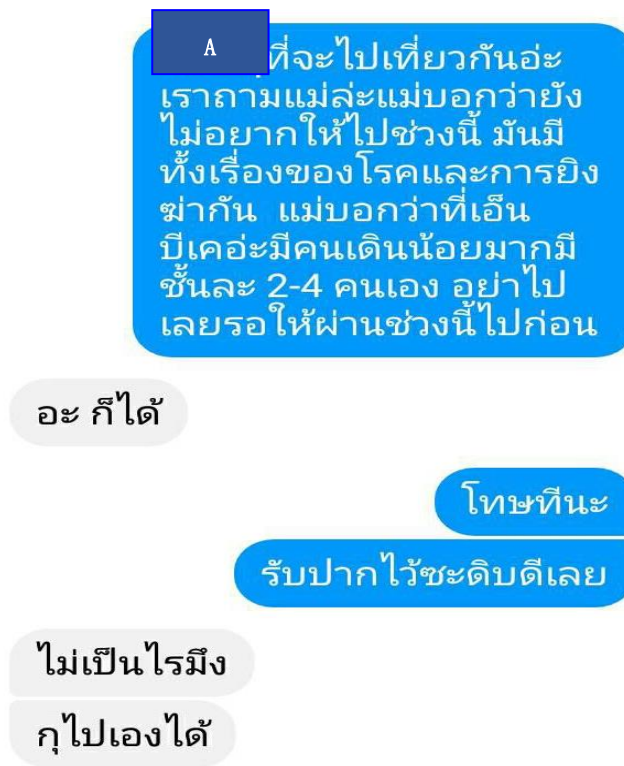 A
ที่จะไปเที่ยวกันอ่ะ
เราถามแม่ล่ะแม่บอกว่ายัง
ไม่อยากให้ไปช่วงนี้ มันมี
ทั้งเรื่องของโรคและการยิง
ฆ่ากัน แม่บอกว่าที่เอ็น
บีเคอ่ะมีคนเดินน้อยมากมี
ชั้นละ 2-4 คนเอง อย่าไป
เลยรอให้ผ่านช่วงนี้ไปก่อน
อะ ก็ได้
โทษทีนะ
รับปากไว้ซะดิบดีเลย
ไม่เป็นไรมึง
กุไปเองได้